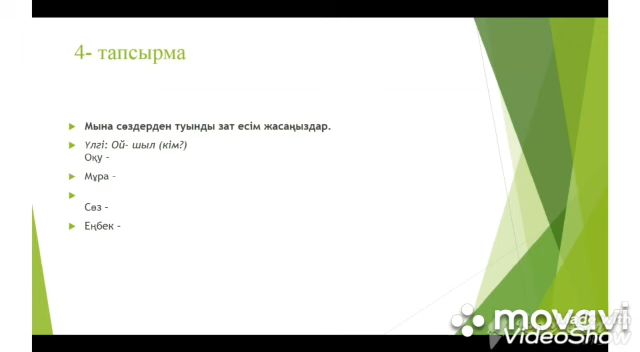 4- тапсырма
Мына сөздерден туынды зат есім жасаңыздар.
Үлгі: Ой- шыл (кім?)
Оқу –
Мұра –
Сөз –
Еңбек –
movavi
VideoShow